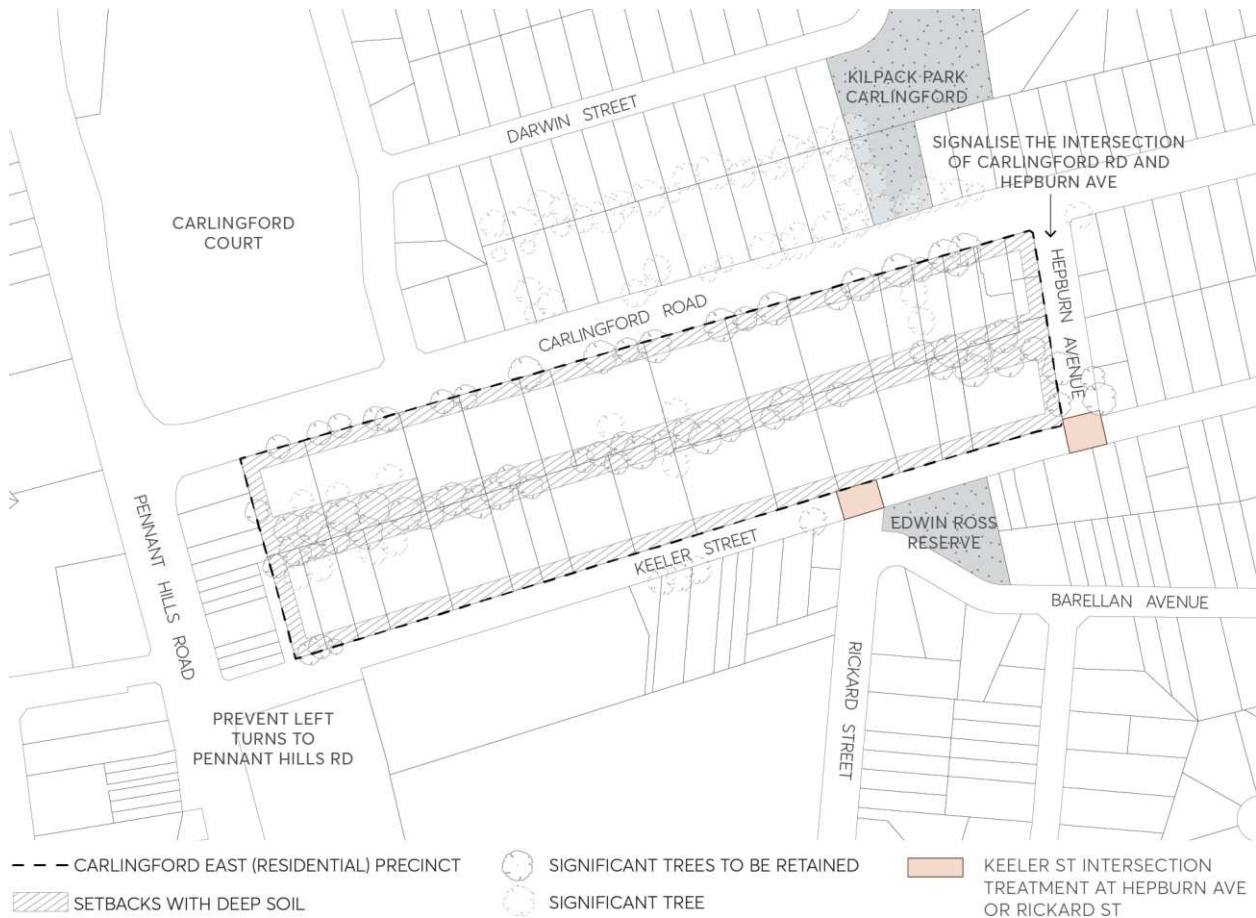 KILPACK PARK
CARLINGFORD
DARWIN STREET
SIGNALISE THE INTERSECTION
OF CARLINGFORD RD AND
HEPBURN AVE
CARLINGFORD
COURT
HEPBURN AVENUE
CARLINGFORD ROAD
PENNANT HILLS ROAD
KEELER STREET
EDWIN ROSS
RESERVE
BARELLAN AVENUE
RICKARD STREET
PREVENT LEFT
TURNS TO
PENNANT HILLS RD
CARLINGFORD EAST (RESIDENTIAL) PRECINCT
SETBACKS WITH DEEP SOIL
SIGNIFICANT TREES TO BE RETAINED
SIGNIFICANT TREE
KEELER ST INTERSECTION
TREATMENT AT HEPBURN AVE
OR RICKARD ST